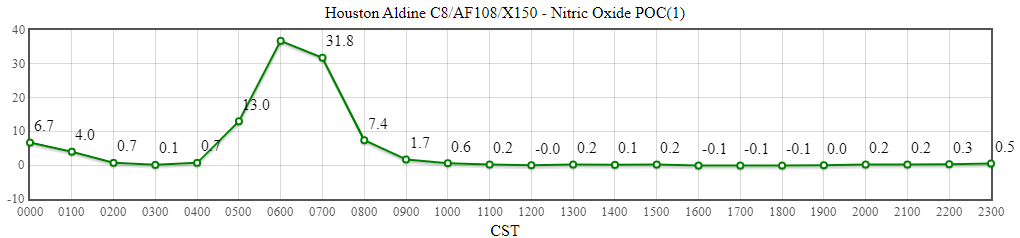 Houston Aldine C8/AF108/X150 - Nitric Oxide POC(1)
40
30
20
10
0
-10
6.7 4.0 0.7 0.1 0.7 13.0 31.8 7.4 1.7 0.6 0.2 -0.0 0.2 0.1 0.2 -0.1 -0.1 -0.1 0.0 0.2 0.2 0.3 0.5
0000 0100 0200 0300 0400 0500 0600 0700 0800 0900 1000 1100 1200 1300 1400 1500 1600 1700 1800 1900 2000 2100 2200 2300
CST